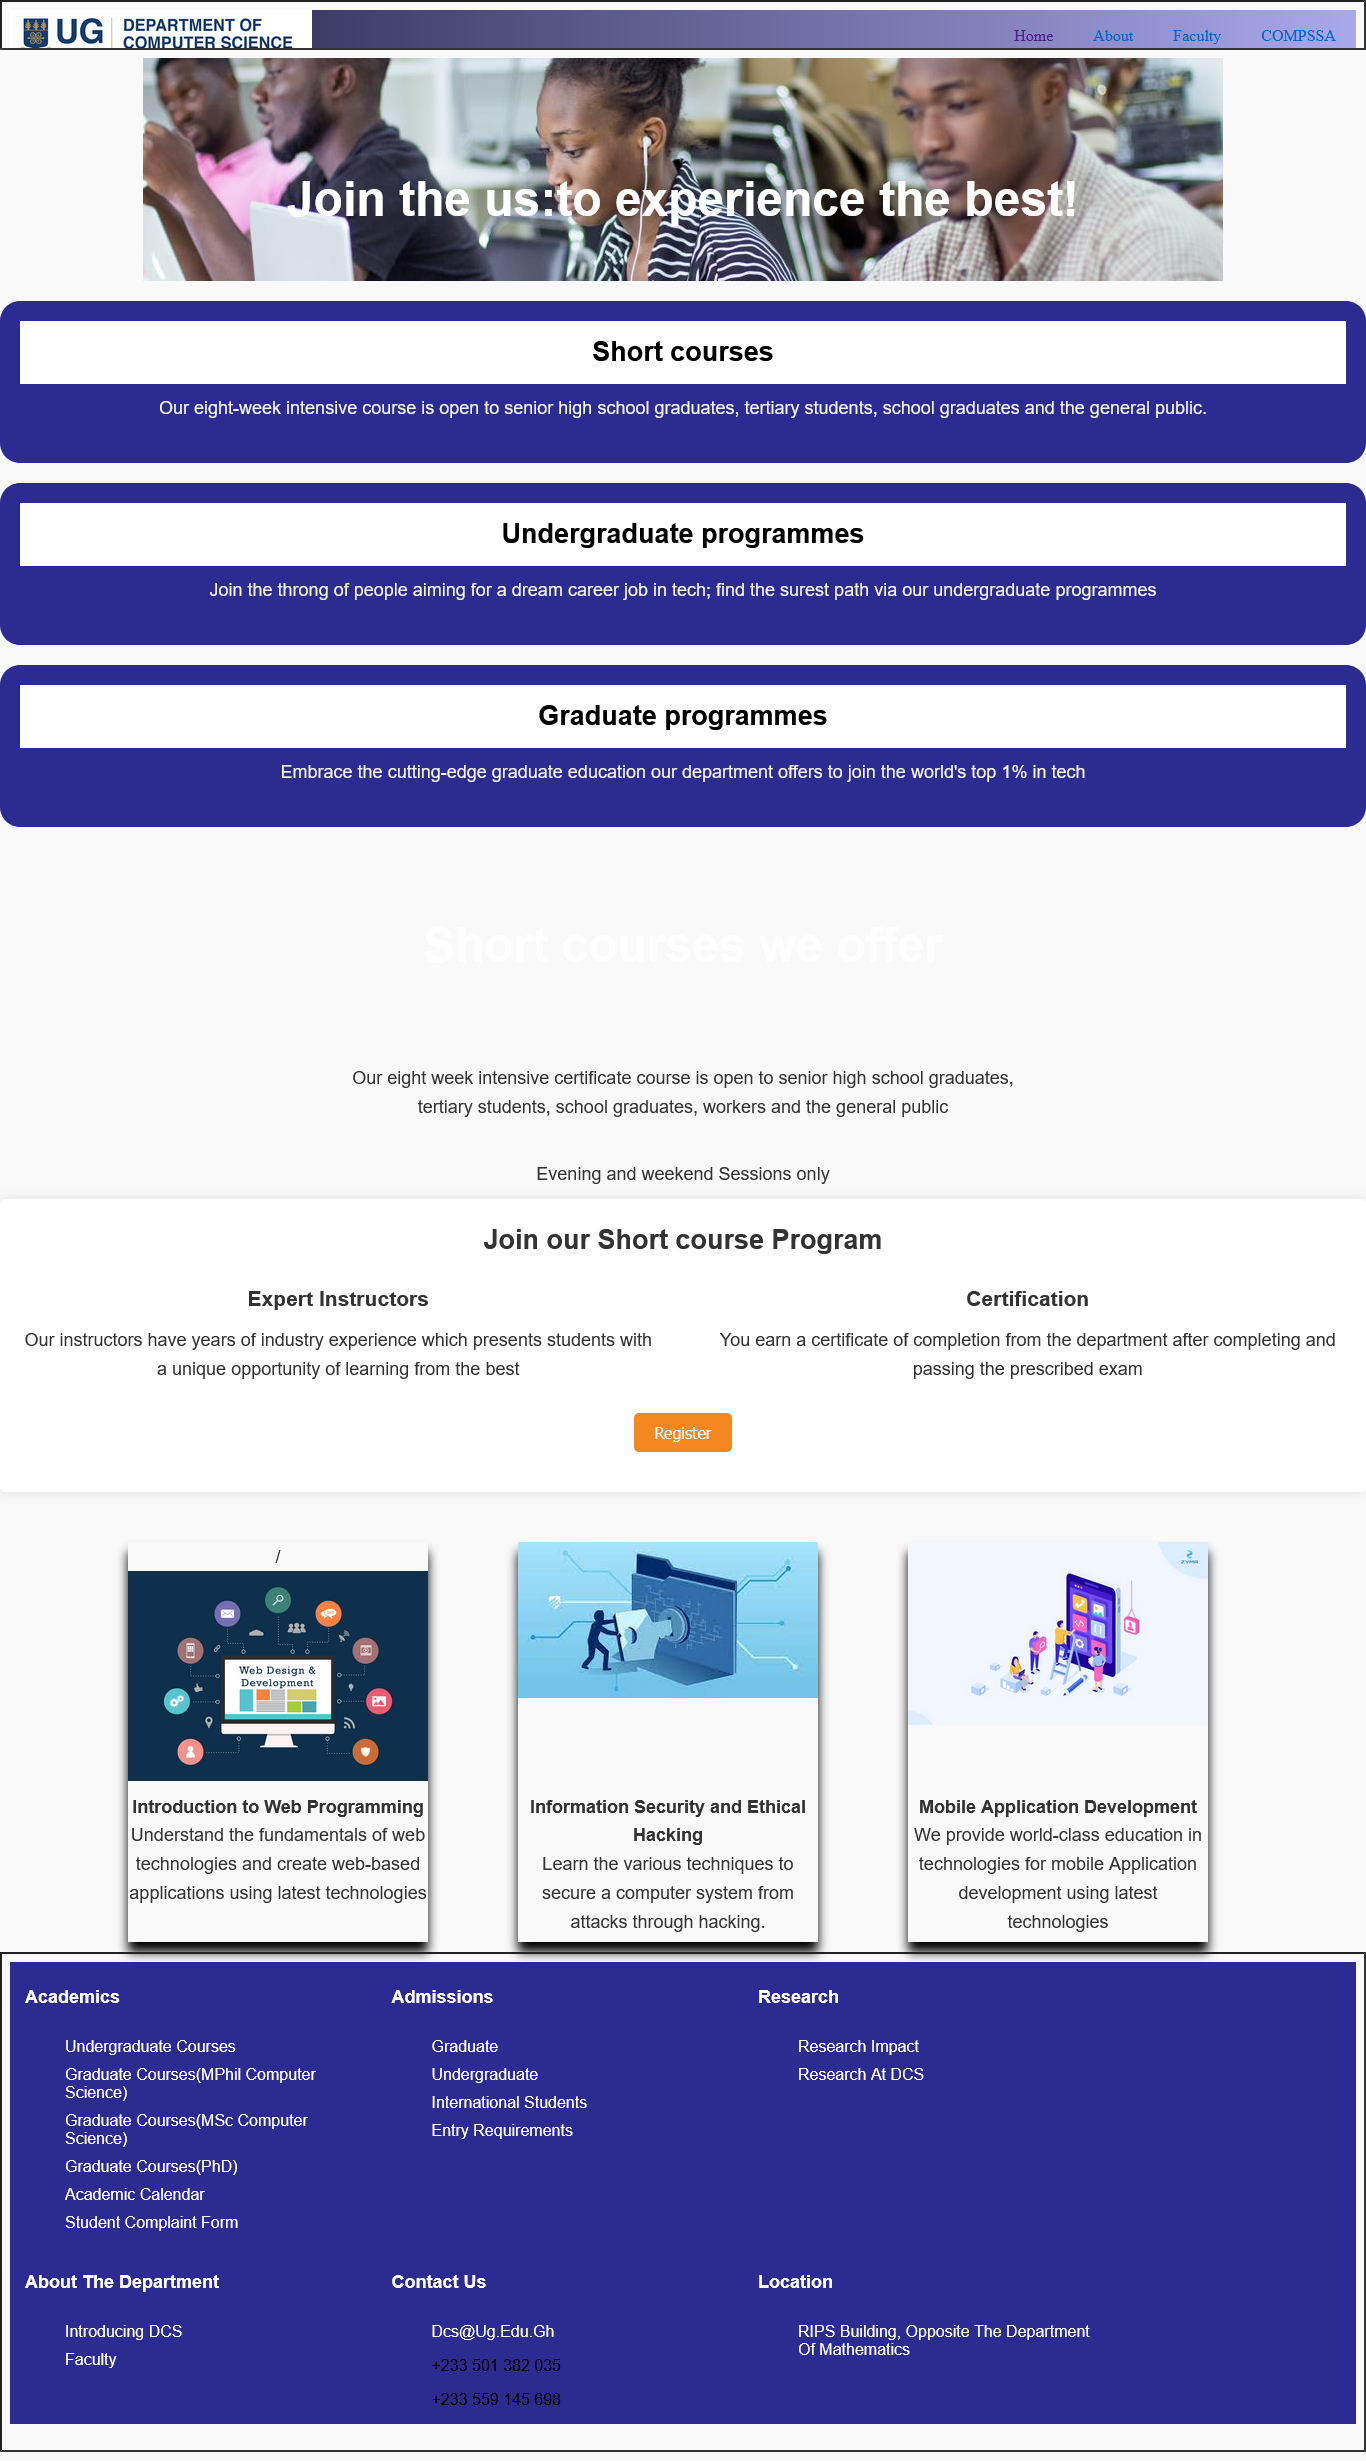 UG DEPARTMENT OF
COMPUTER SCIENCE
Home About Faculty COMPSSA
Join the us:to experience the best!
Short courses
Our eight-week intensive course is open to senior high school graduates, tertiary students, school graduates and the general public.
Undergraduate programmes
Join the throng of people aiming for a dream career job in tech; find the surest path via our undergraduate programmes
Graduate programmes
Embrace the cutting-edge graduate education our department offers to join the world's top 1% in tech
Short courses we offer
Our eight week intensive certificate course is open to senior high school graduates,
tertiary students, school graduates, workers and the general public
Evening and weekend Sessions only
Join our Short course Program
Expert Instructors
Our instructors have years of industry experience which presents students with
a unique opportunity of learning from the best
Certification
You earn a certificate of completion from the department after completing and
passing the prescribed exam
Register
/
Web Design &
Development
Introduction to Web Programming
Understand the fundamentals of web
technologies and create web-based
applications using latest technologies
Information Security and Ethical
Hacking
Learn the various techniques to
secure a computer system from
attacks through hacking.
ZYMR
Mobile Application Development
We provide world-class education in
technologies for mobile Application
development using latest
technologies
Academics
Undergraduate Courses
Graduate Courses(MPhil Computer
Science)
Graduate Courses(MSc Computer
Science)
Graduate Courses(PhD)
Academic Calendar
Student Complaint Form
Admissions
Graduate
Undergraduate
International Students
Entry Requirements
Research
Research Impact
Research At DCS
About The Department
Introducing DCS
Faculty
Contact Us
Dcs@Ug.Edu.Gh
+233 501 382 035
+233 559 145 698
Location
RIPS Building, Opposite The Department
Of Mathematics